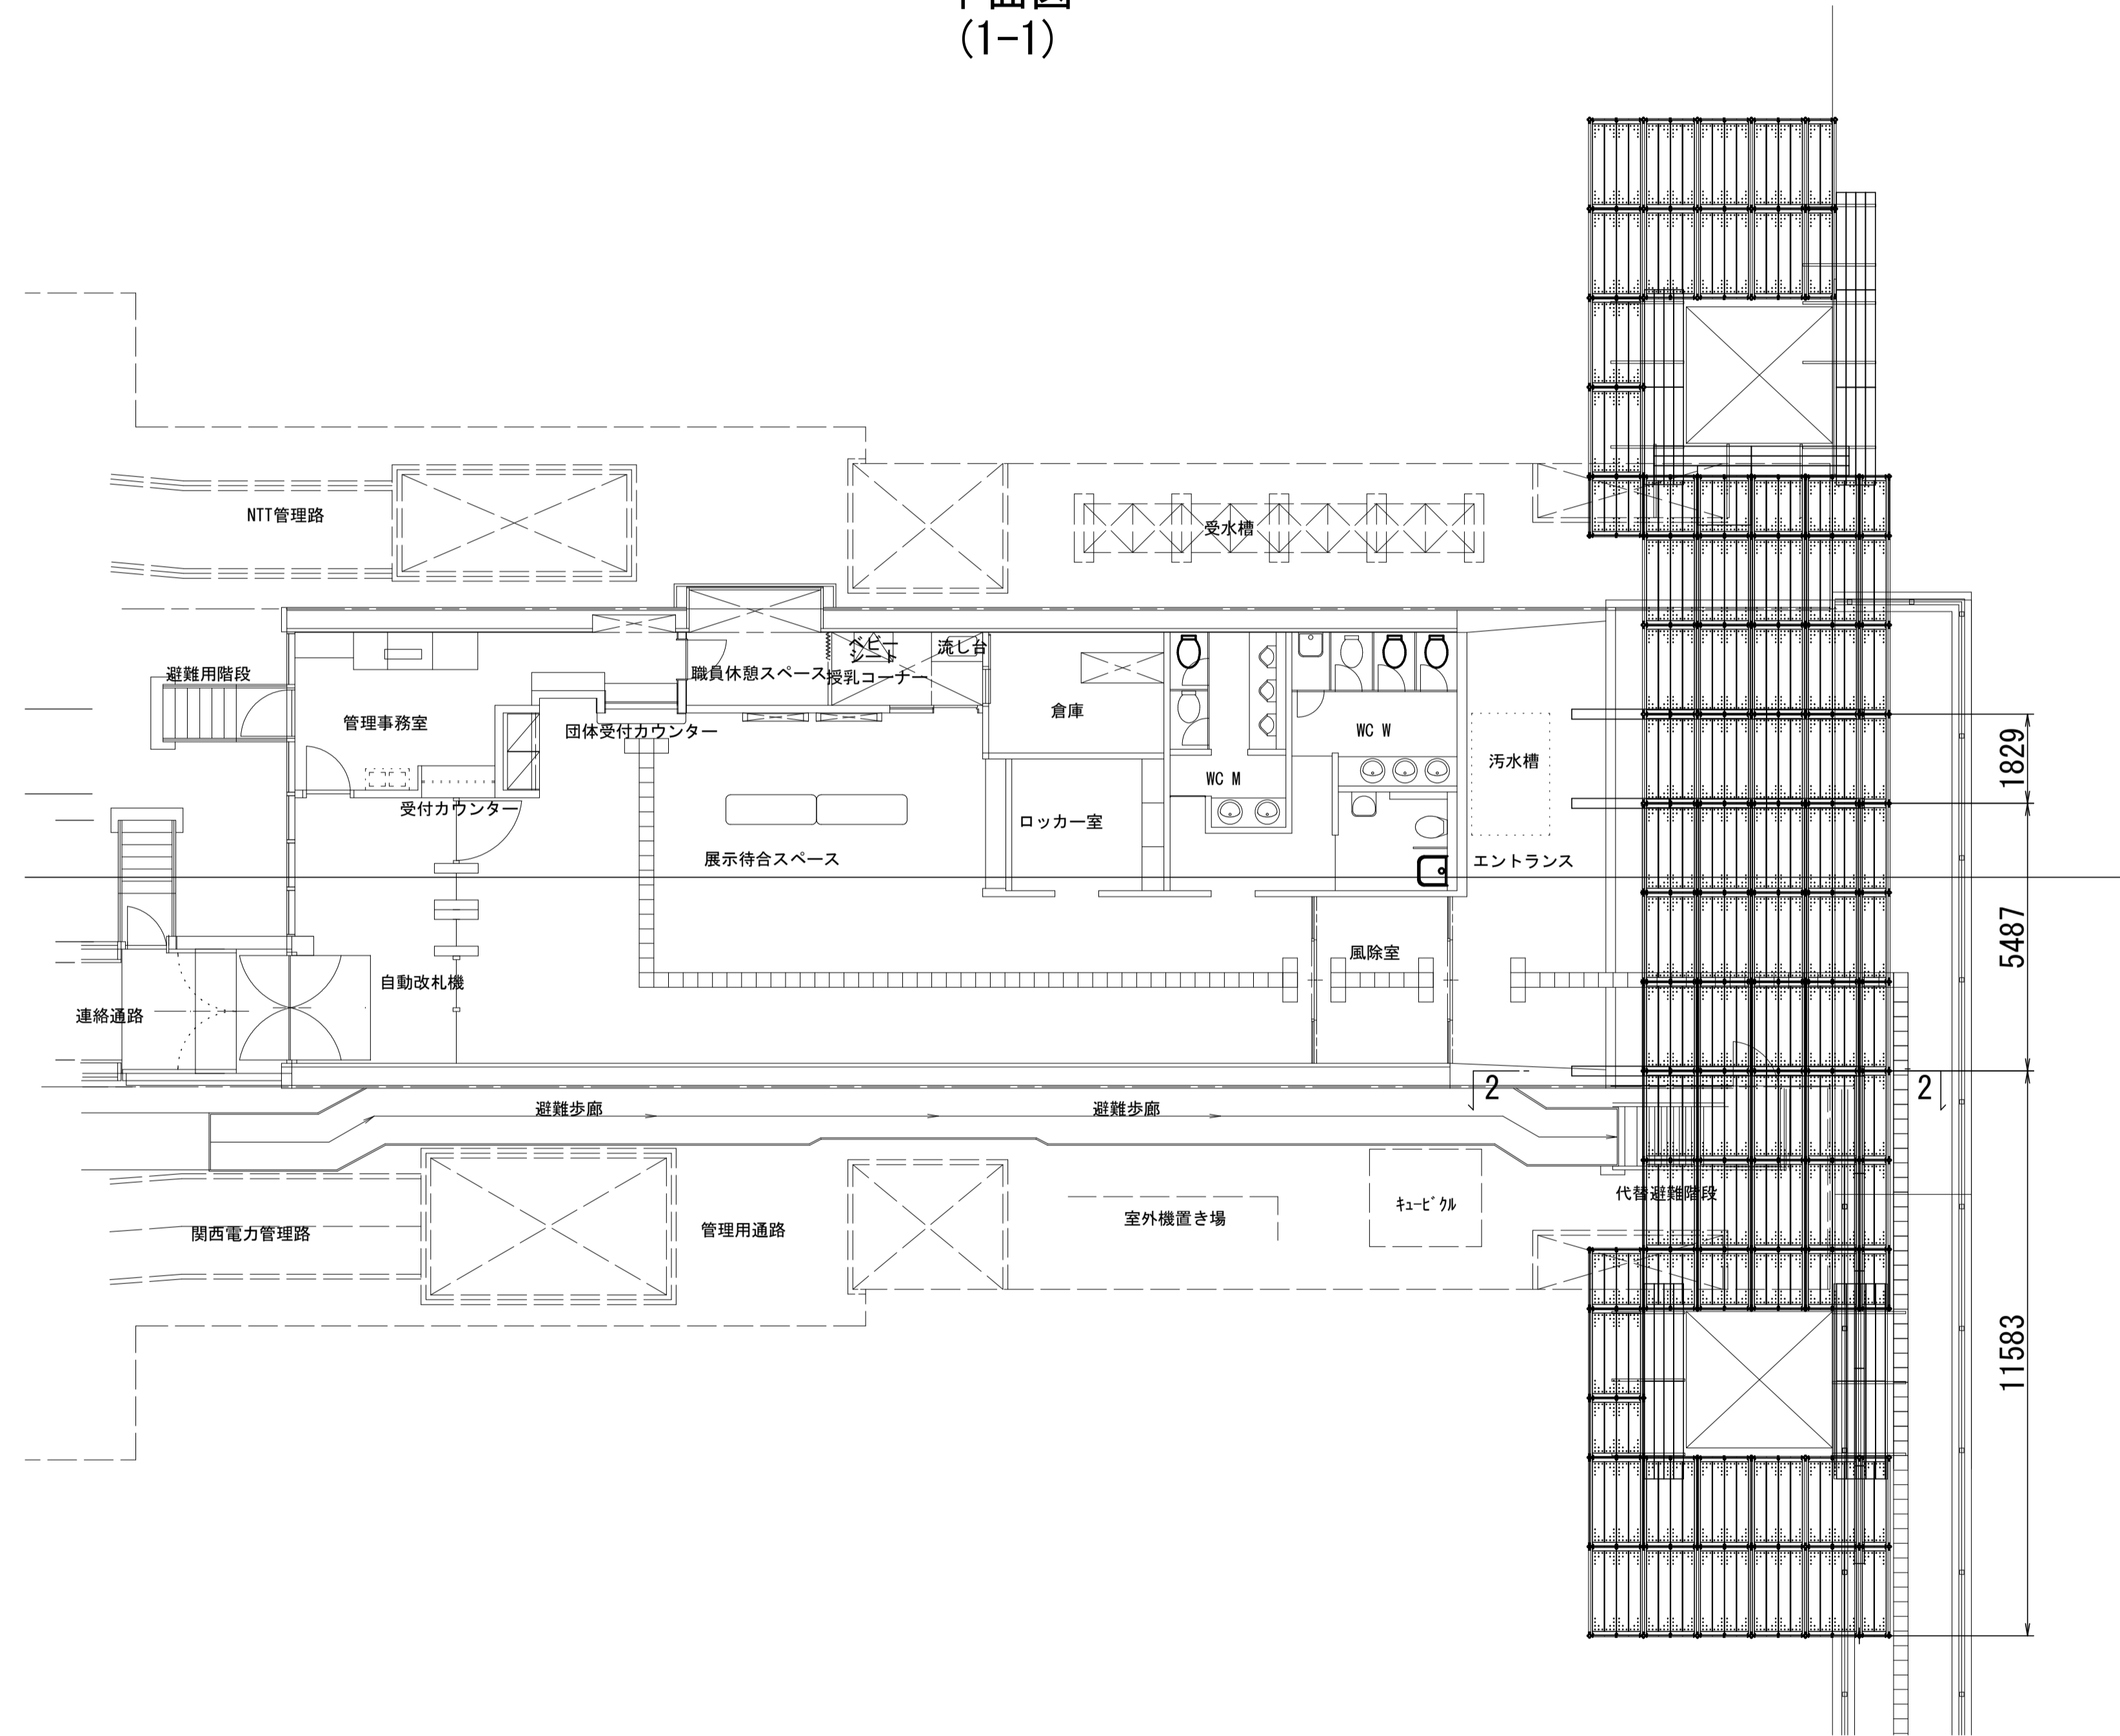 平面図
(1-1)
NTT管理路
受水槽
避難用階段
管理事務室
職員休憩スペース
ベビー
シート
流し台
授乳コーナー
団体受付カウンター
倉庫
WC W
汚水槽
WC M
受付カウンター
ロッカー室
展示待合スペース
エントランス
1829
5487
自動改札機
風除室
連絡通路
2
2
避難歩廊
避難歩廊
代替避難階段
関西電力管理路
管理用通路
室外機置き場
ｷｭｰﾋﾞｸﾙ
11583